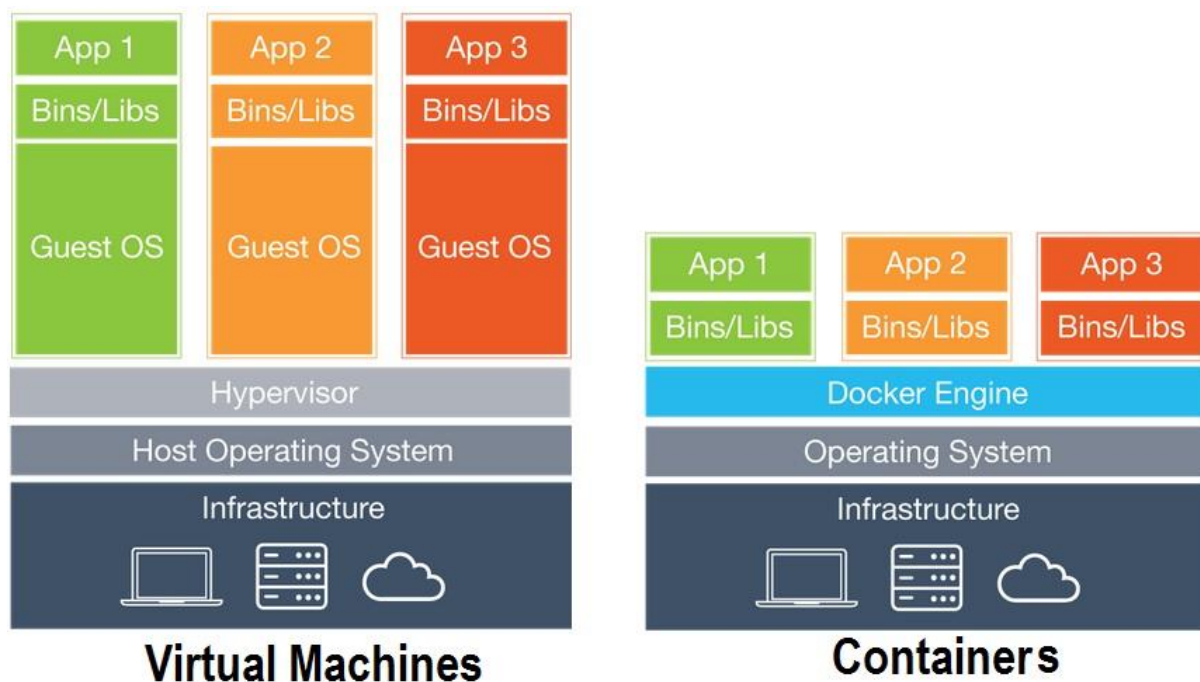 App 1
App 2
App 3
Bins/Libs
Bins/Libs
Bins/Libs
Guest OS
Guest OS
Guest OS
Hypervisor
Host Operating System
Infrastructure
Virtual Machines
App 1
App 2
App 3
Bins/Libs
Bins/Libs
Bins/Libs
Docker Engine
Operating System
Infrastructure
Containers